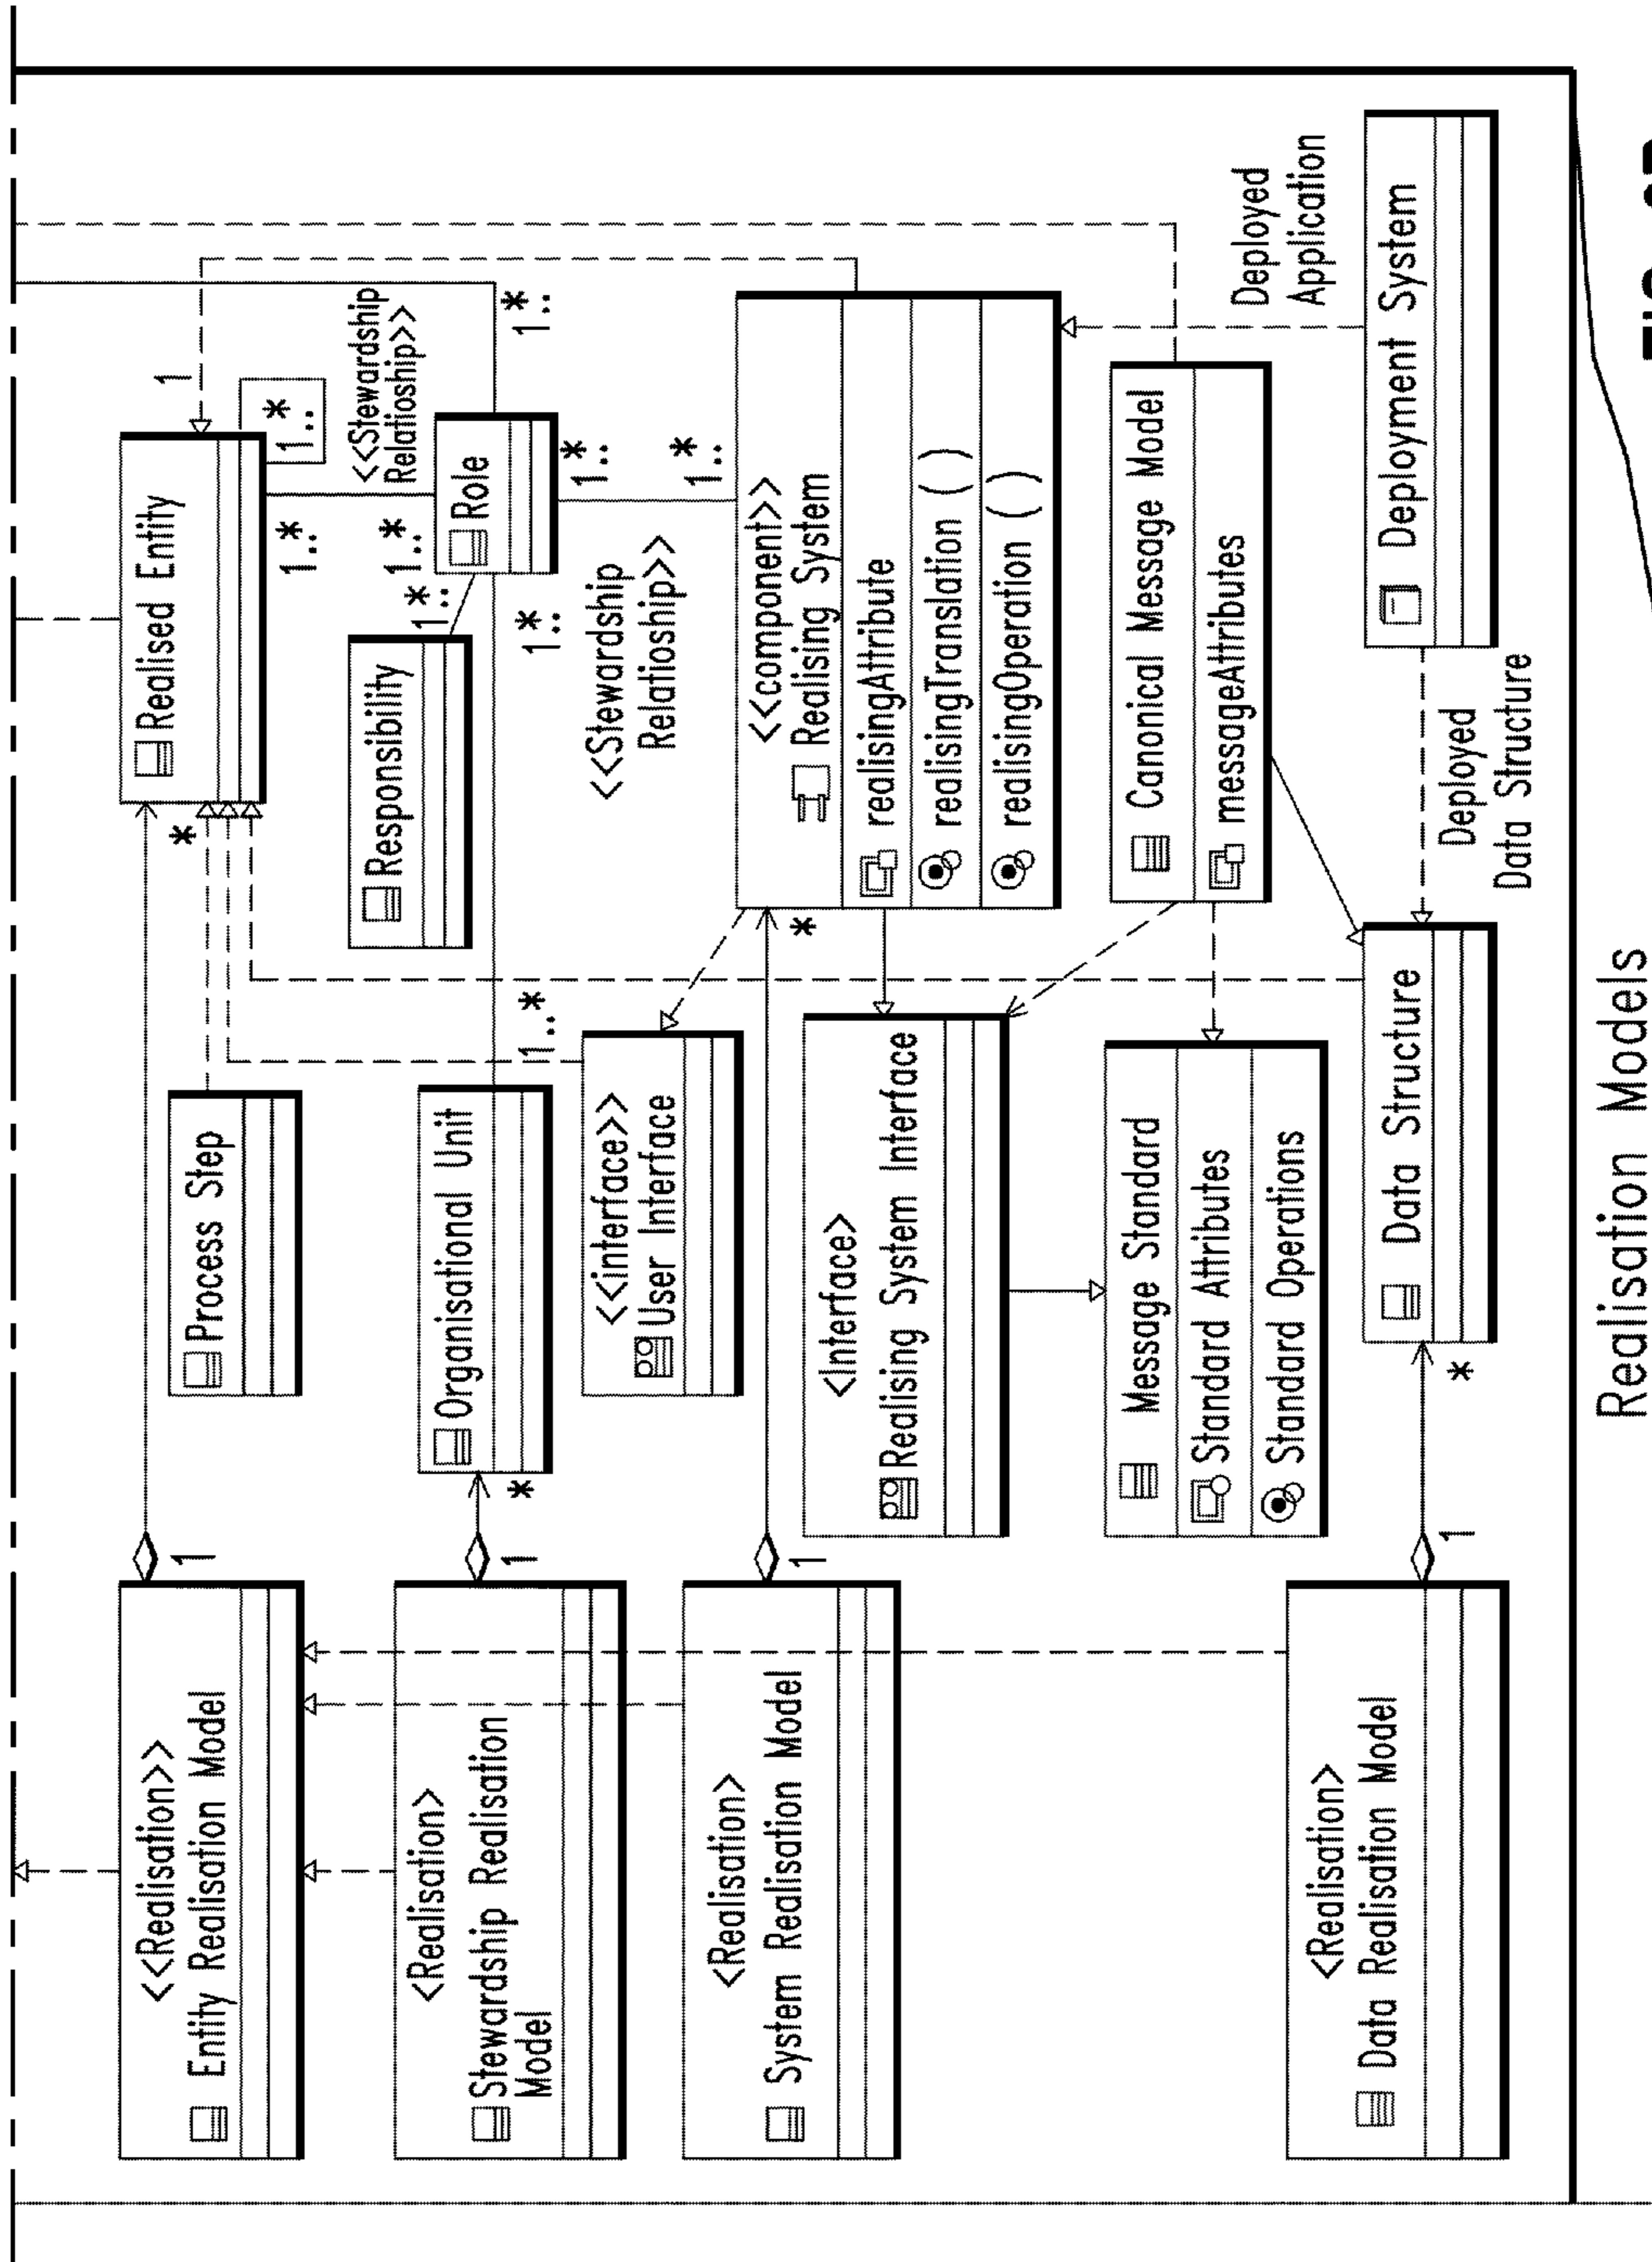 <<Realisation>>
Entity Realisation Model
1
Process Step
*
Realised Entity
1
1..*
1..*
<<Stewardship
Relatioship>>
Responsibility
1..*
1..*
Role
1..*
<Realisation>
Stewardship Realisation
Model
1
*
Organisational Unit
1..*
1..*
1..*
<<Stewardship
Relatioship>>
1..*
<<interface>>
User Interface
<Realisation>
System Realisation Model
1
*
<<component>>
Realising System
realisingAttribute
realisingTranslation ( )
realisingOperation ( )
<Interface>
Realising System Interface
Canonical Message Model
messageAttributes
Deployed
Application
Message Standard
Standard Attributes
Standard Operations
<Realisation>
Data Realisation Model
1
*
Data Structure
Deployed
Data Structure
Deployment System
Realisation Models